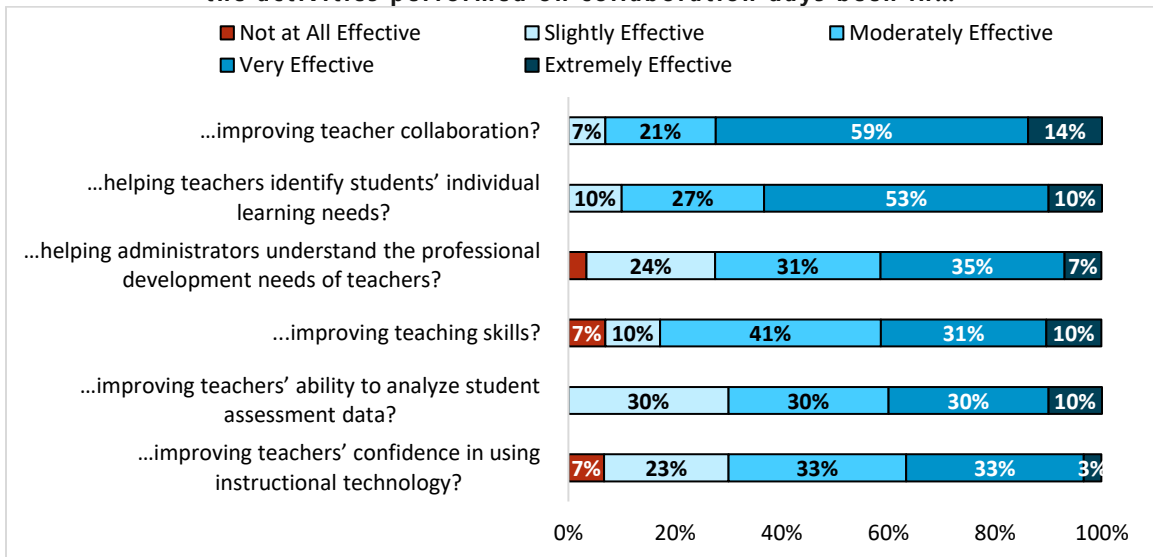 Not at All Effective Slightly Effective Moderately Effective
Very Effective Extremely Effective
…improving teacher collaboration? 7% 21% 59% 14%
…helping teachers identify students’ individual
learning needs? 10% 27% 53% 10%
…helping administrators understand the professional
development needs of teachers? 24% 31% 35% 7%
...improving teaching skills? 7% 10% 41% 31% 10%
…improving teachers’ ability to analyze student
assessment data? 30% 30% 30% 10%
…improving teachers’ confidence in using
instructional technology? 7% 23% 33% 33% 3%
0% 20% 40% 60% 80% 100%